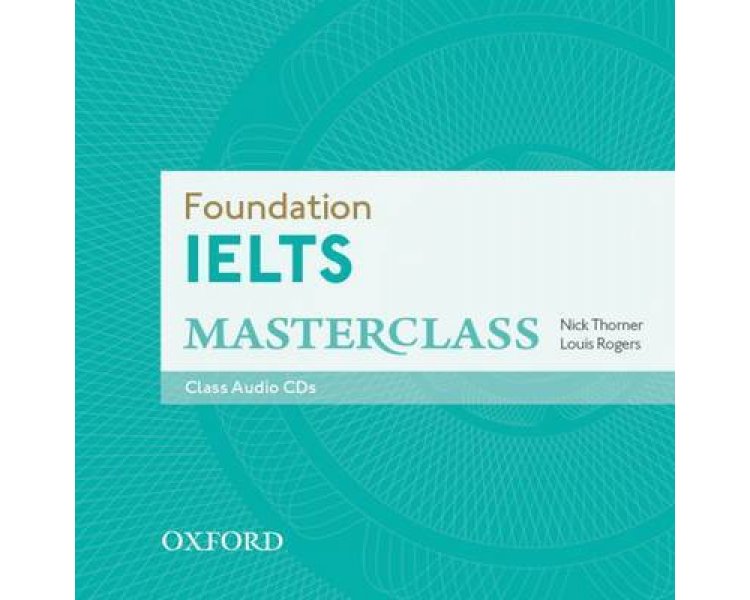 Foundation
IELTS
MASTERCLASS
Nick Thorner
Louis Rogers
Class Audio CDs
OXFORD